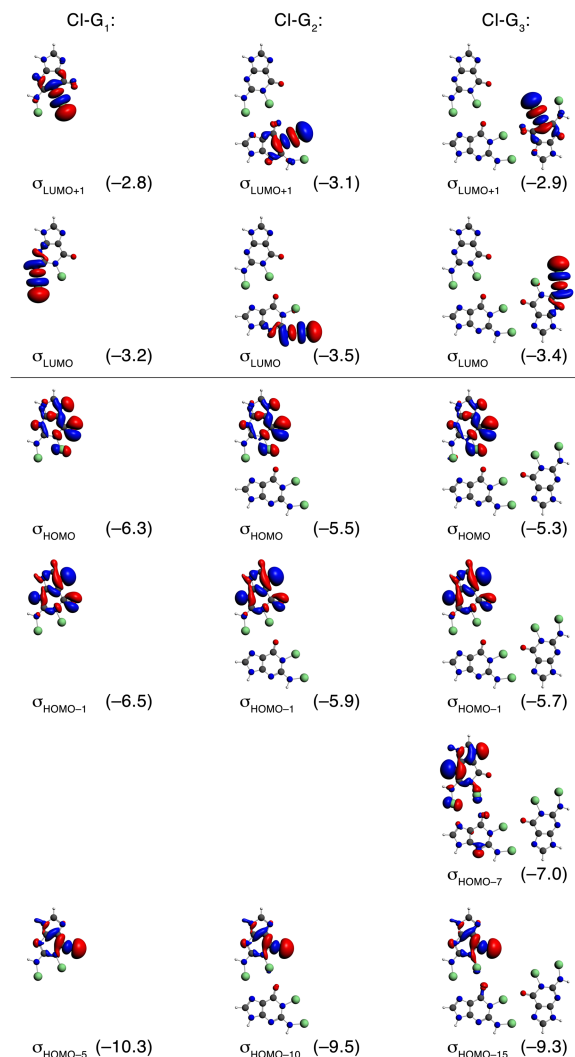 Cl-G₁: Cl-G₂: Cl-G₃:
σLUMO+1 (−2.8) σLUMO+1 (−3.1) σLUMO+1 (−2.9)
σLUMO (−3.2) σLUMO (−3.5) σLUMO (−3.4)
σHOMO (−6.3) σHOMO (−5.5) σHOMO (−5.3)
σHOMO−1 (−6.5) σHOMO−1 (−5.9) σHOMO−1 (−5.7)
σHOMO−7 (−7.0)
σHOMO−5 (−10.3) σHOMO−10 (−9.5) σHOMO−15 (−9.3)